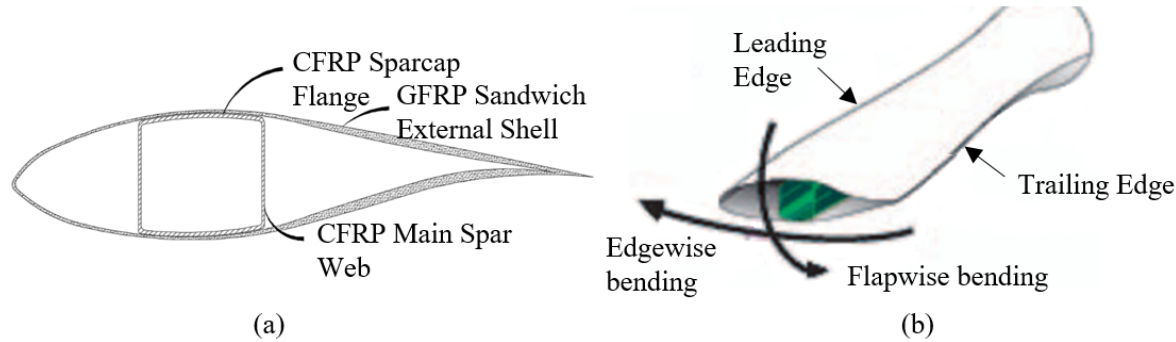 CFRP Sparcap
Flange
GFRP Sandwich
External Shell
CFRP Main Spar
Web
(a)
Leading
Edge
Trailing Edge
Edgewise
bending
Flapwise bending
(b)